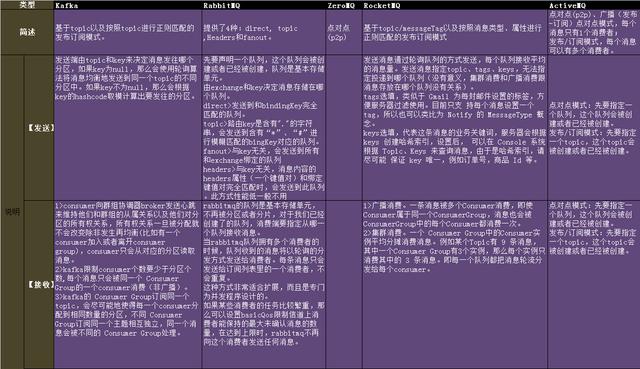 类型
Kafka
RabbitMQ
ZeroMQ
RocketMQ
ActiveMQ
简述
基于topic以及按照topic进行正则匹配的
发布订阅模式。
提供了4种：direct, topic
,Headers和fanout。
点对点
(p2p)
基于topic/messageTag以及按照消息类型、属性进行
正则匹配的发布订阅模式
点对点(p2p)、广播（发布
-订阅）点对点模式，每个
消息只有1个消费者；
发布/订阅模式，每个消息
可以有多个消费者。
说明
【发送】
发送端由topic和key来决定消息发往哪个
分区，如果key为null，那么会使用轮询算
法将消息均衡地发送到同一个topic的不同
分区中。如果key不为null，那么会根据
key的hashcode取模计算出要发往的分区。
先要声明一个队列，这个队列会被创
建或者已经被创建，队列是基本存储
单元。
由exchange和key决定消息存储在哪个
队列。
direct>发送到和bindingKey完全
匹配的队列。
topic>路由key是含有"."的字符
串，会发送到含有“*”、“#”进
行模糊匹配的bingKey对应的队列。
fanout>与key无关，会发送到所有
和exchange绑定的队列
headers>与key无关，消息内容的
headers属性（一个键值对）和绑定
键值对完全匹配时，会发送到此队列
。此方式性能低一般不用
发送消息通过轮询队列的方式发送，每个队列接收平均
的消息量。发送消息指定topic、tags、keys，无法指
定投递到哪个队列（没有意义，集群消费和广播消费跟
消息存放在哪个队列没有关系）。
tags选填，类似于 Gmail 为每封邮件设置的标签，方
便服务器过滤使用。目前只支 持每个消息设置一个
tag，所以也可以类比为 Notify 的 MessageType 概
念。
keys选填，代表这条消息的业务关键词，服务器会根据
keys 创建哈希索引，设置后， 可以在 Console 系统
根据 Topic、Keys 来查询消息，由于是哈希索引，请
尽可能 保证 key 唯一，例如订单号，商品 Id 等。
点对点模式：先要指定一
个队列，这个队列会被创
建或者已经被创建。
发布/订阅模式：先要指定
一个topic，这个topic会
被创建或者已经被创建。
【接收】
1)consumer向群组协调器broker发送心跳
来维持他们和群组的从属关系以及他们对分
区的所有权关系，所有权关系一旦被分配就
不会改变除非发生再均衡(比如有一个
consumer加入或者离开consumer
group)，consumer只会从对应的分区读取
消息。
2)kafka限制consumer个数要少于分区个
数,每个消息只会被同一个 Consumer
Group的一个consumer消费（非广播）。
3)kafka的 Consumer Group订阅同一个
topic，会尽可能地使得每一个consumer分
配到相同数量的分区，不同 Consumer
Group订阅同一个主题相互独立，同一个消
息会被不同的 Consumer Group处理。
rabbitmq的队列是基本存储单元，
不再被分区或者分片，对于我们已经
创建了的队列，消费端要指定从哪一
个队列接收消息。
当rabbitmq队列拥有多个消费者的
时候，队列收到的消息将以轮询的分
发方式发送给消费者。每条消息只会
发送给订阅列表里的一个消费者，不
会重复。
这种方式非常适合扩展，而且是专门
为并发程序设计的。
如果某些消费者的任务比较繁重，那
么可以设置basicQos限制信道上消费
者能保持的最大未确认消息的数
量，在达到上限时，rabbitmq不再
向这个消费者发送任何消息。
1)广播消费。一条消息被多个Consumer消费，即使
Consumer属于同一个ConsumerGroup，消息也会被
ConsumerGroup中的每个Consumer都消费一次。
2)集群消费。一个 Consumer Group中的Consumer实
例平均分摊消费消息。例如某个Topic有 9 条消息，
其中一个Consumer Group有3个实例，那么每个实例只
消费其中的 3 条消息。即每一个队列都把消息轮流分
发给每个consumer。
点对点模式：先要指定一
个队列，这个队列会被创
建或者已经被创建。
发布/订阅模式：先要指定
一个topic，这个topic会
被创建或者已经被创建。